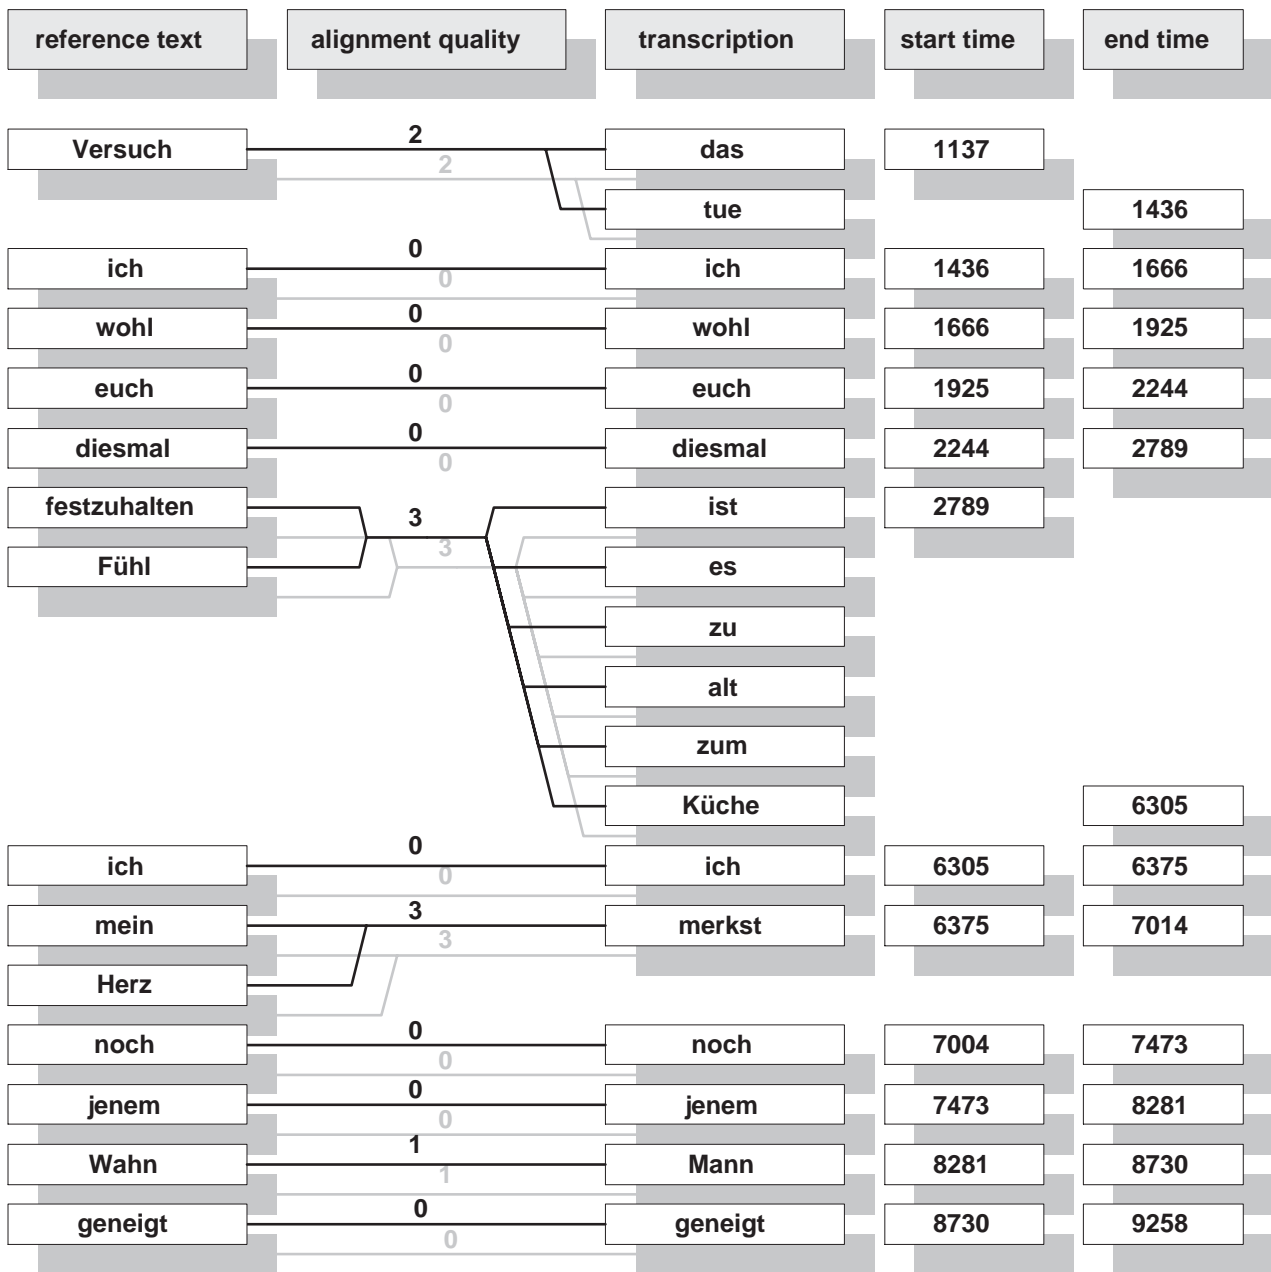 reference text alignment quality transcription start time end time
Versuch 2 das 1137
2
tue 1436
ich 0 ich 1436 1666
0
wohl 0 wohl 1666 1925
0
euch 0 euch 1925 2244
0
diesmal 0 diesmal 2244 2789
0
festzuhalten 3 ist 2789
3
Fühl es
zu
alt
zum
Küche 6305
ich 0 ich 6305 6375
0
mein 3 merkst 6375 7014
3
Herz
noch 0 noch 7004 7473
0
jenem 0 jenem 7473 8281
0
Wahn 1 Mann 8281 8730
1
geneigt 0 geneigt 8730 9258
0